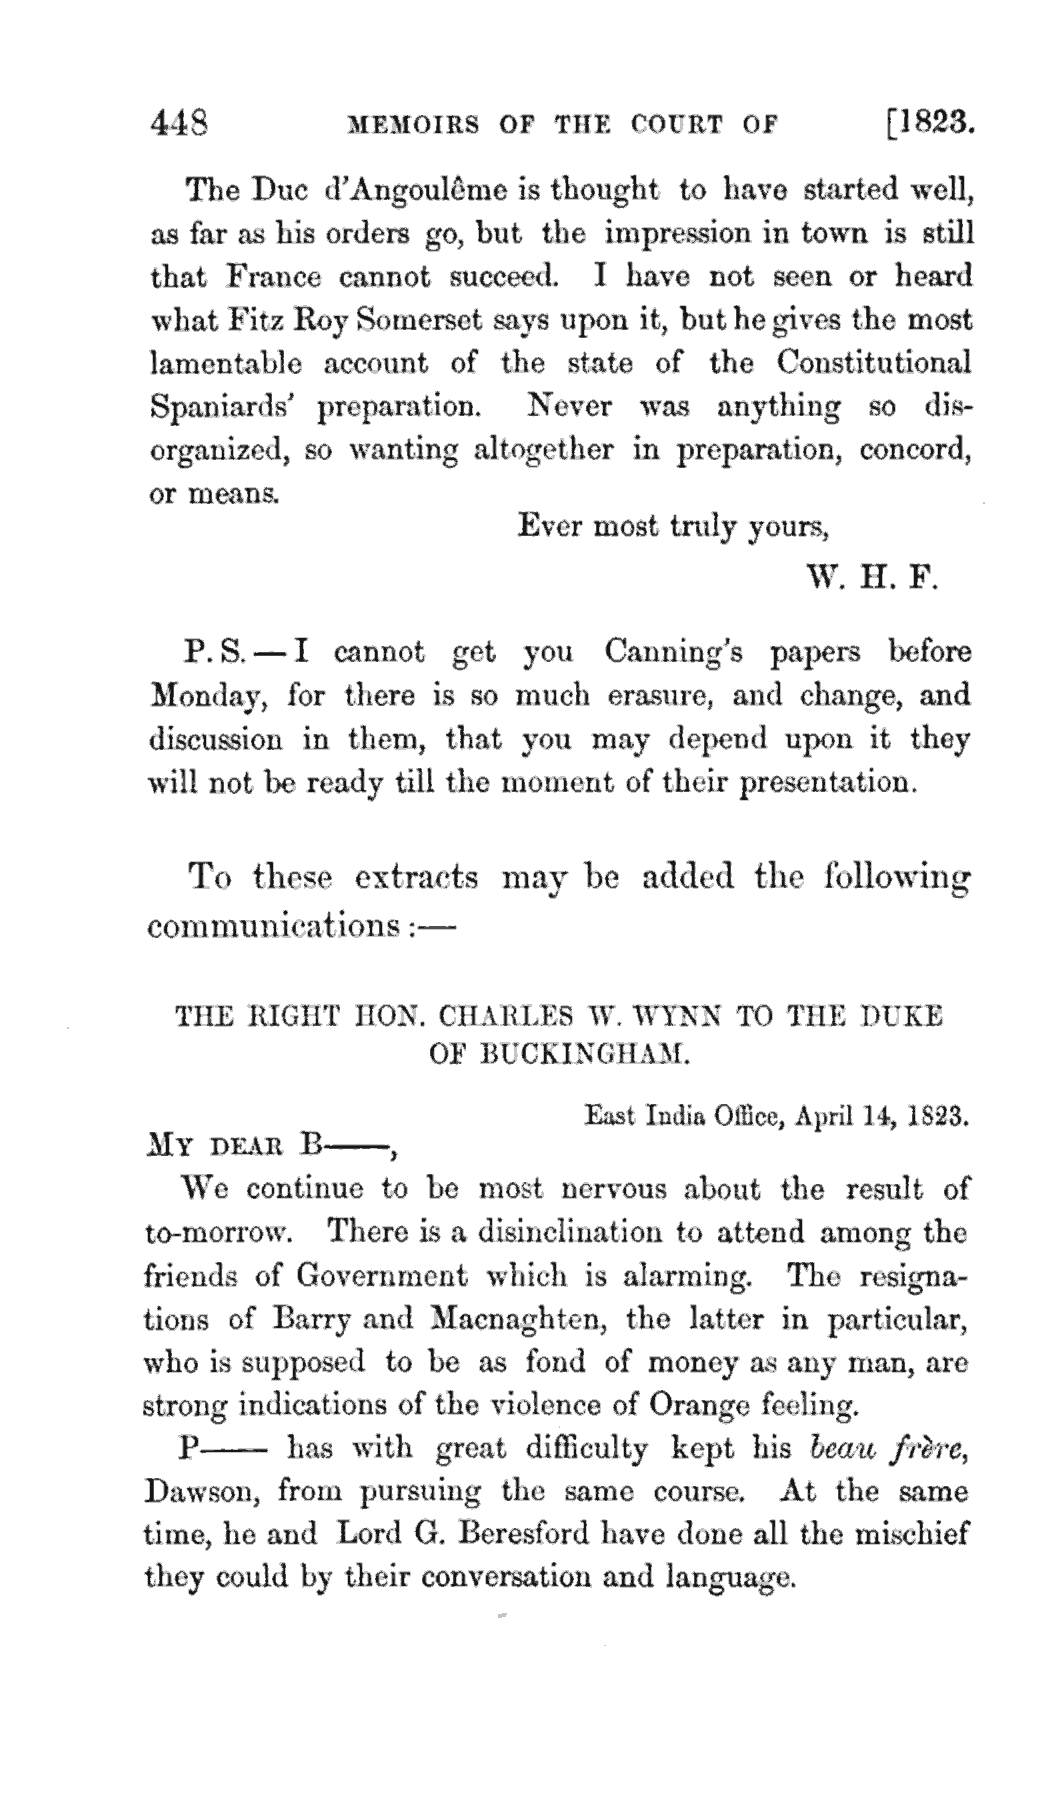 448 MEMOIRS OF THE COURT OF [1823.
The Duc d'Angoulême is thought to have started well,
as far as his orders go, but the impression in town is still
that France cannot succeed. I have not seen or heard
what Fitz Roy Somerset says upon it, but he gives the most
lamentable account of the state of the Constitutional
Spaniards' preparation. Never was anything so dis-
organized, so wanting altogether in preparation, concord,
or means.
Ever most truly yours,
W. H. F.
P. S.—I cannot get you Canning's papers before
Monday, for there is so much erasure, and change, and
discussion in them, that you may depend upon it they
will not be ready till the moment of their presentation.
To these extracts may be added the following
communications :—
THE RIGHT HON. CHARLES W. WYNN TO THE DUKE
OF BUCKINGHAM.
East India Office, April 14, 1823.
MY DEAR B——,
We continue to be most nervous about the result of
to-morrow. There is a disinclination to attend among the
friends of Government which is alarming. The resigna-
tions of Barry and Macnaghten, the latter in particular,
who is supposed to be as fond of money as any man, are
strong indications of the violence of Orange feeling.
P—— has with great difficulty kept his beau frère,
Dawson, from pursuing the same course. At the same
time, he and Lord G. Beresford have done all the mischief
they could by their conversation and language.